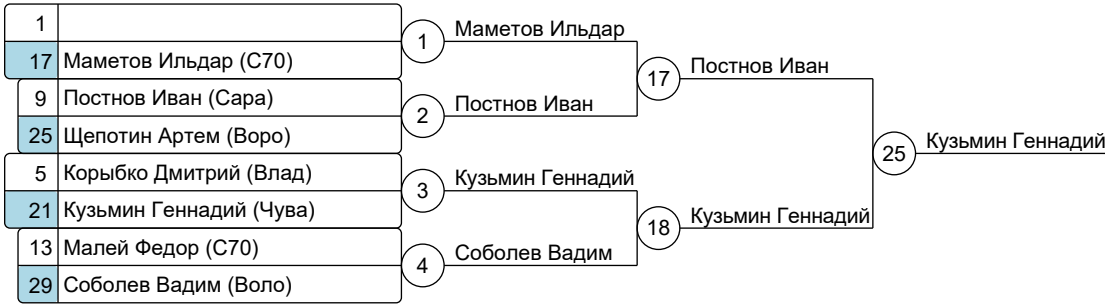 1
17 Маметов Ильдар (С70)
9 Постнов Иван (Сара)
25 Щепотин Артем (Воро)
5 Корыбко Дмитрий (Влад)
21 Кузьмин Геннадий (Чува)
13 Малей Федор (С70)
29 Соболев Вадим (Воло)
1 Маметов Ильдар
2 Постнов Иван
3 Кузьмин Геннадий
4 Соболев Вадим
17 Постнов Иван
18 Кузьмин Геннадий
25 Кузьмин Геннадий